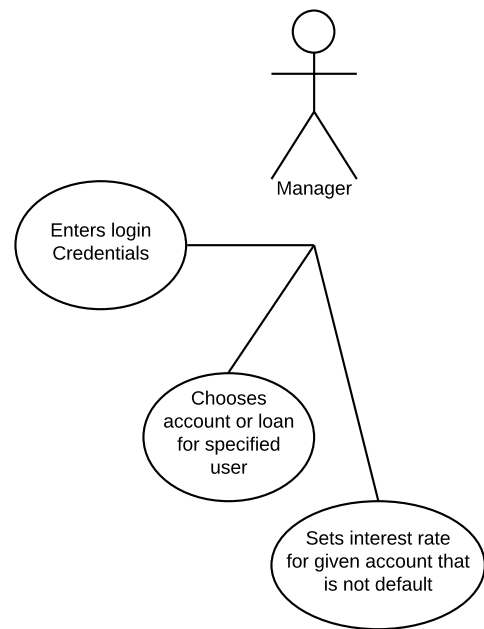 Manager
Enters login
Credentials
Chooses
account or loan
for specified
user
Sets interest rate
for given account that
is not default